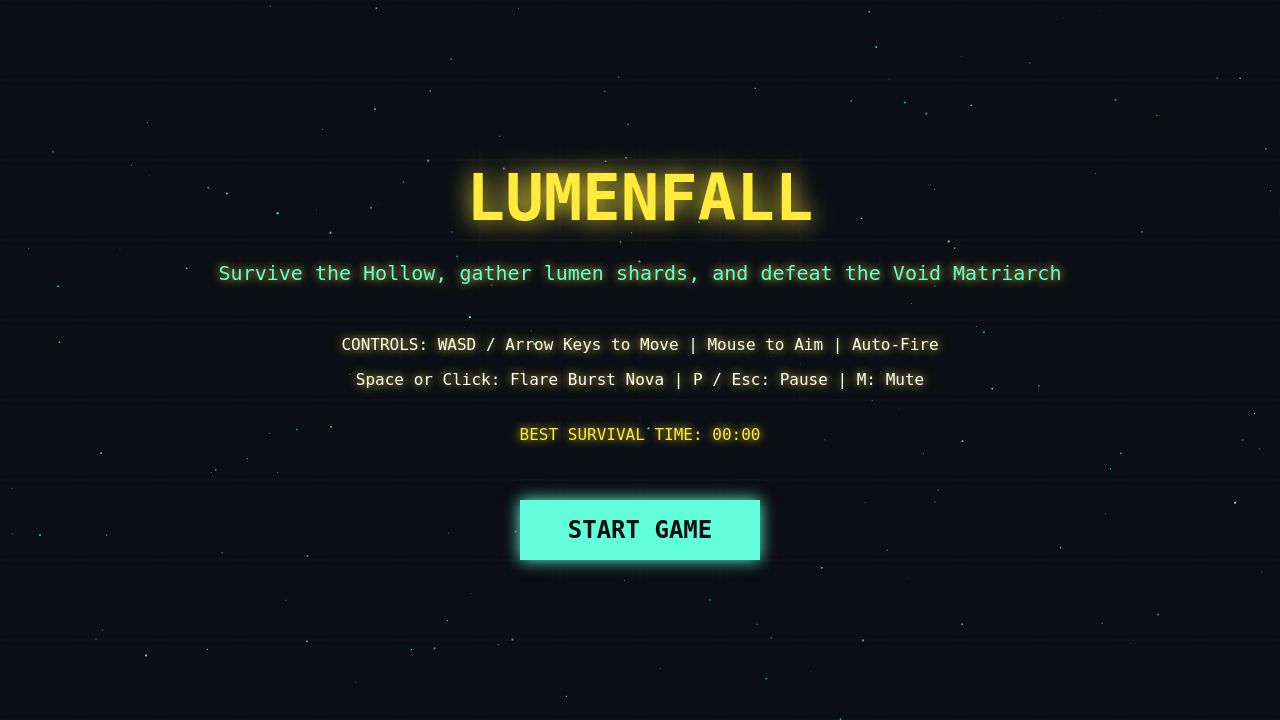 LUMENFALL
Survive the Hollow, gather lumen shards, and defeat the Void Matriarch
CONTROLS: WASD / Arrow Keys to Move | Mouse to Aim | Auto-Fire
Space or Click: Flare Burst Nova | P / Esc: Pause | M: Mute
BEST SURVIVAL TIME: 00:00
START GAME